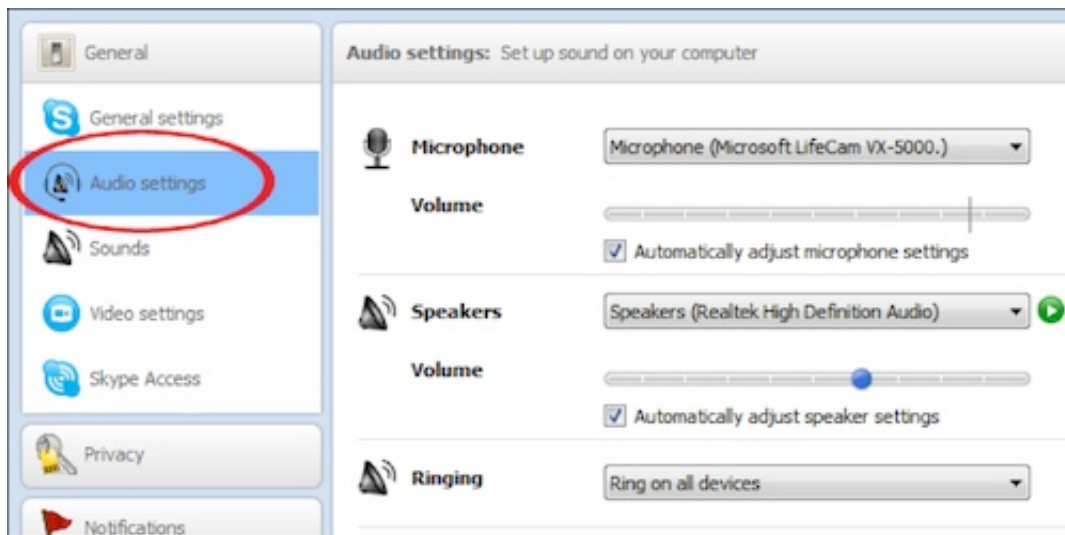 General
General settings
Audio settings
Sounds
Video settings
Skype Access
Privacy
Notifications
Audio settings: Set up sound on your computer
Microphone Microphone (Microsoft LifeCam VX-5000.)
Volume
Automatically adjust microphone settings
Speakers Speakers (Realtek High Definition Audio)
Volume
Automatically adjust speaker settings
Ringing Ring on all devices